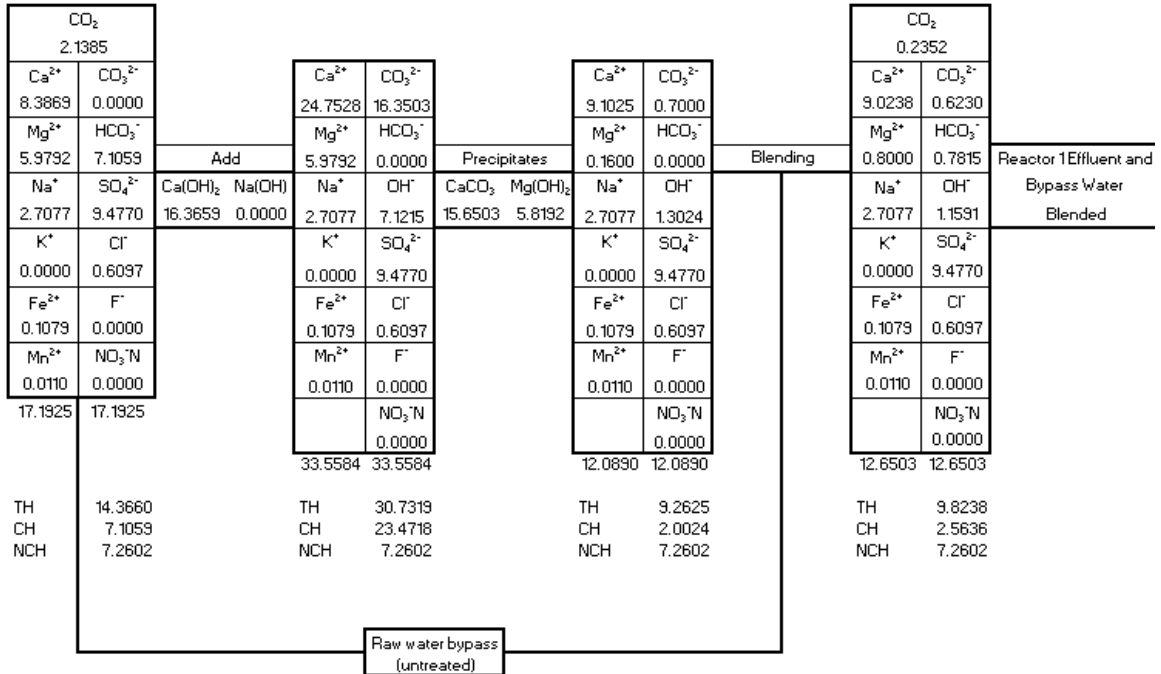 CO₂ CO₂
2.1385 0.2352
Ca²⁺ CO₃²⁻ Ca²⁺ CO₃²⁻ Ca²⁺ CO₃²⁻ Ca²⁺ CO₃²⁻
8.3869 0.0000 24.7528 16.3503 9.1025 0.7000 9.0238 0.6230
Mg²⁺ HCO₃⁻ Mg²⁺ HCO₃⁻ Mg²⁺ HCO₃⁻ Mg²⁺ HCO₃⁻
Add Precipitates Blending Reactor 1 Effluent and
5.9792 7.1059 5.9792 0.0000 0.1600 0.0000 0.8000 0.7815
Na⁺ SO₄²⁻ Ca(OH)₂ Na(OH) Na⁺ OH⁻ CaCO₃ Mg(OH)₂ Na⁺ OH⁻ Na⁺ OH⁻ Bypass Water
2.7077 9.4770 16.3659 0.0000 2.7077 7.1215 15.6503 5.8192 2.7077 1.3024 2.7077 1.1591 Blended
K⁺ Cl⁻ K⁺ SO₄²⁻ K⁺ SO₄²⁻ K⁺ SO₄²⁻
0.0000 0.6097 0.0000 9.4770 0.0000 9.4770 0.0000 9.4770
Fe²⁺ F⁻ Fe²⁺ Cl⁻ Fe²⁺ Cl⁻ Fe²⁺ Cl⁻
0.1079 0.0000 0.1079 0.6097 0.1079 0.6097 0.1079 0.6097
Mn²⁺ NO₃⁻N Mn²⁺ F⁻ Mn²⁺ F⁻ Mn²⁺ F⁻
0.0110 0.0000 0.0110 0.0000 0.0110 0.0000 0.0110 0.0000
17.1925 17.1925 NO₃⁻N NO₃⁻N NO₃⁻N
0.0000 0.0000 0.0000
33.5584 33.5584 12.0890 12.0890 12.6503 12.6503
TH 14.3660 TH 30.7319 TH 9.2625 TH 9.8238
CH 7.1059 CH 23.4718 CH 2.0024 CH 2.5636
NCH 7.2602 NCH 7.2602 NCH 7.2602 NCH 7.2602
Raw water bypass
(untreated)